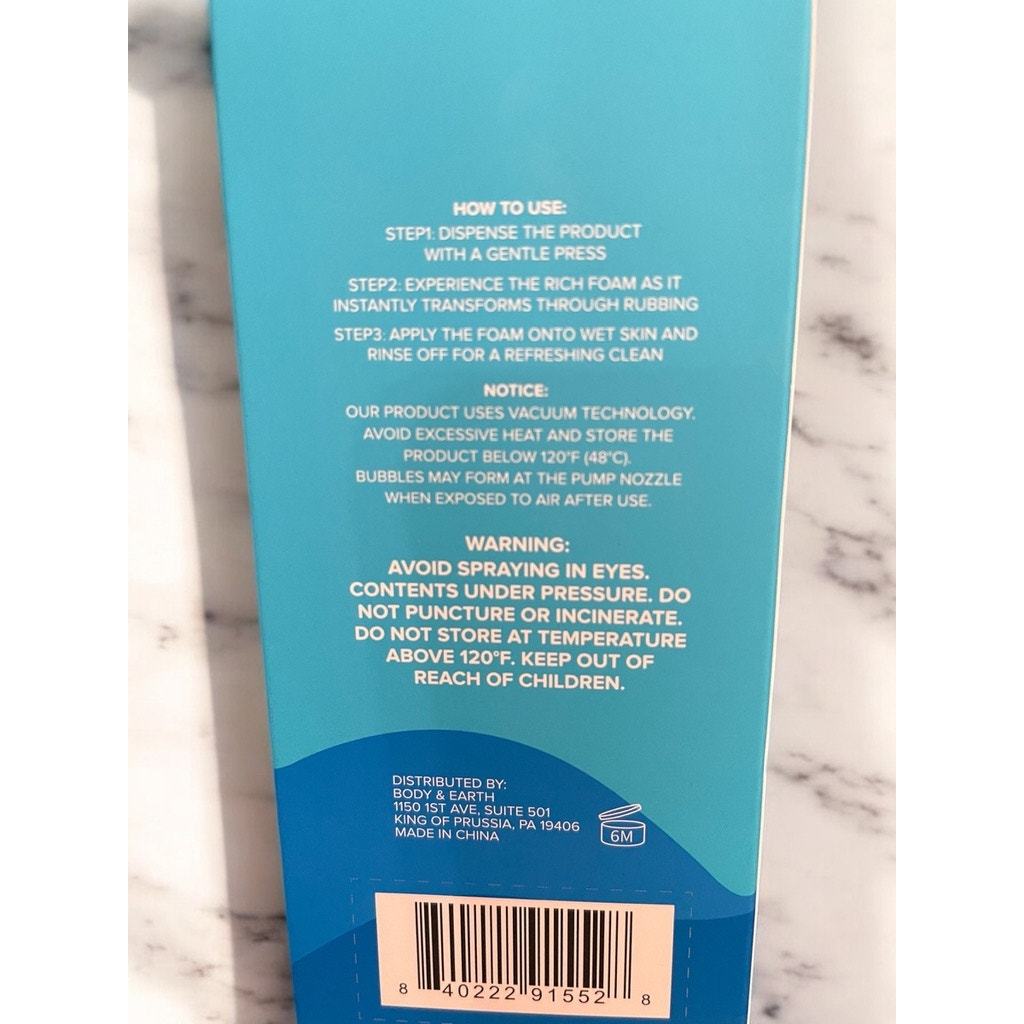 HOW TO USE:
STEP1: DISPENSE THE PRODUCT
WITH A GENTLE PRESS
STEP2: EXPERIENCE THE RICH FOAM AS IT
INSTANTLY TRANSFORMS THROUGH RUBBING
STEP3: APPLY THE FOAM ONTO WET SKIN AND
RINSE OFF FOR A REFRESHING CLEAN
NOTICE:
OUR PRODUCT USES VACUUM TECHNOLOGY.
AVOID EXCESSIVE HEAT AND STORE THE
PRODUCT BELOW 120°F (48°C).
BUBBLES MAY FORM AT THE PUMP NOZZLE
WHEN EXPOSED TO AIR AFTER USE.
WARNING:
AVOID SPRAYING IN EYES.
CONTENTS UNDER PRESSURE. DO
NOT PUNCTURE OR INCINERATE.
DO NOT STORE AT TEMPERATURE
ABOVE 120°F. KEEP OUT OF
REACH OF CHILDREN.
DISTRIBUTED BY:
BODY & EARTH
1150 1ST AVE, SUITE 501
KING OF PRUSSIA, PA 19406
MADE IN CHINA
6M
8 40222 91552 8